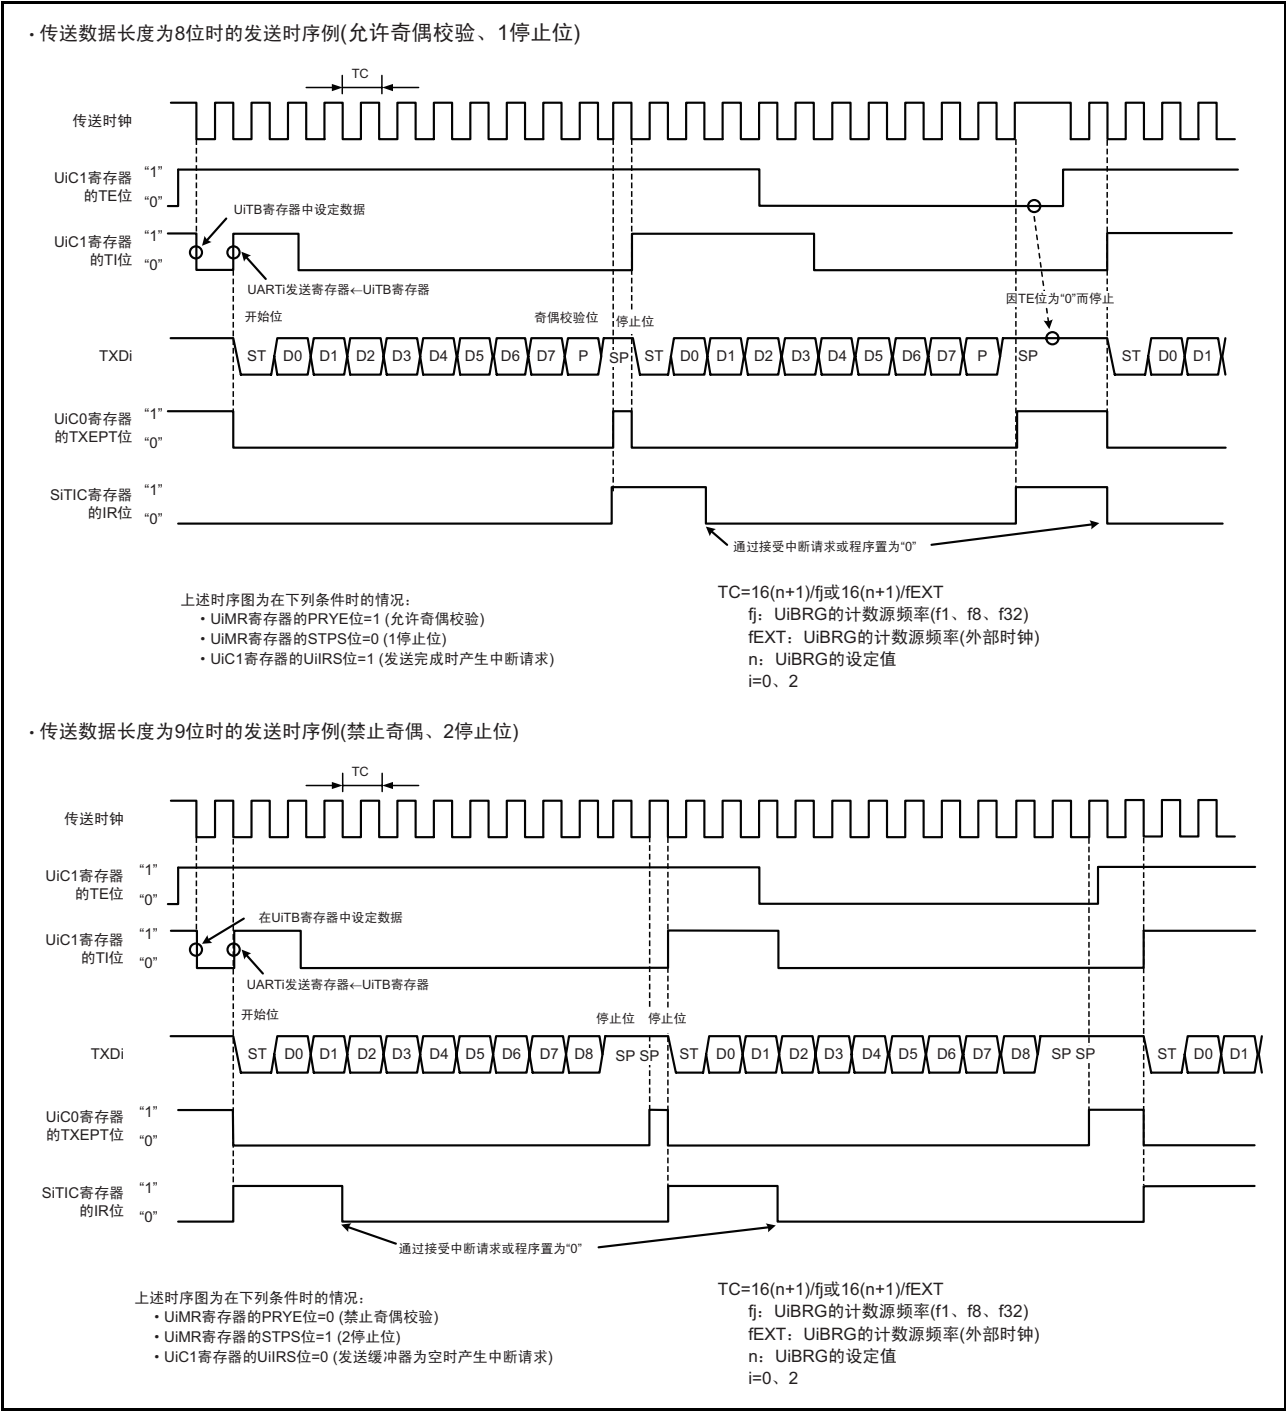 ・传送数据长度为8位时的发送时序例(允许奇偶校验、1停止位)
TC
传送时钟
UiC1寄存器
的TE位
“1”
“0”
UiTB寄存器中设定数据
UiC1寄存器
的TI位
“1”
“0”
UARTi发送寄存器←UiTB寄存器
因TE位为“0”而停止
开始位
奇偶校验位
停止位
TXDi
ST D0 D1 D2 D3 D4 D5 D6 D7 P SP ST D0 D1 D2 D3 D4 D5 D6 D7 P SP ST D0 D1
UiC0寄存器
的TXEPT位
“1”
“0”
SiTIC寄存器
的IR位
“1”
“0”
通过接受中断请求或程序置为“0”
上述时序图为在下列条件时的情况：
・UiMR寄存器的PRYE位=1 (允许奇偶校验)
・UiMR寄存器的STPS位=0 (1停止位)
・UiC1寄存器的UiIRS位=1 (发送完成时产生中断请求)
TC=16(n+1)/fj或16(n+1)/fEXT
fj：UiBRG的计数源频率(f1、f8、f32)
fEXT：UiBRG的计数源频率(外部时钟)
n：UiBRG的设定值
i=0、2
・传送数据长度为9位时的发送时序例(禁止奇偶、2停止位)
TC
传送时钟
UiC1寄存器
的TE位
“1”
“0”
在UiTB寄存器中设定数据
UiC1寄存器
的TI位
“1”
“0”
UARTi发送寄存器←UiTB寄存器
开始位
停止位 停止位
TXDi
ST D0 D1 D2 D3 D4 D5 D6 D7 D8 SP SP ST D0 D1 D2 D3 D4 D5 D6 D7 D8 SP SP ST D0 D1
UiC0寄存器
的TXEPT位
“1”
“0”
SiTIC寄存器
的IR位
“1”
“0”
通过接受中断请求或程序置为“0”
上述时序图为在下列条件时的情况：
・UiMR寄存器的PRYE位=0 (禁止奇偶校验)
・UiMR寄存器的STPS位=1 (2停止位)
・UiC1寄存器的UiIRS位=0 (发送缓冲器为空时产生中断请求)
TC=16(n+1)/fj或16(n+1)/fEXT
fj：UiBRG的计数源频率(f1、f8、f32)
fEXT：UiBRG的计数源频率(外部时钟)
n：UiBRG的设定值
i=0、2